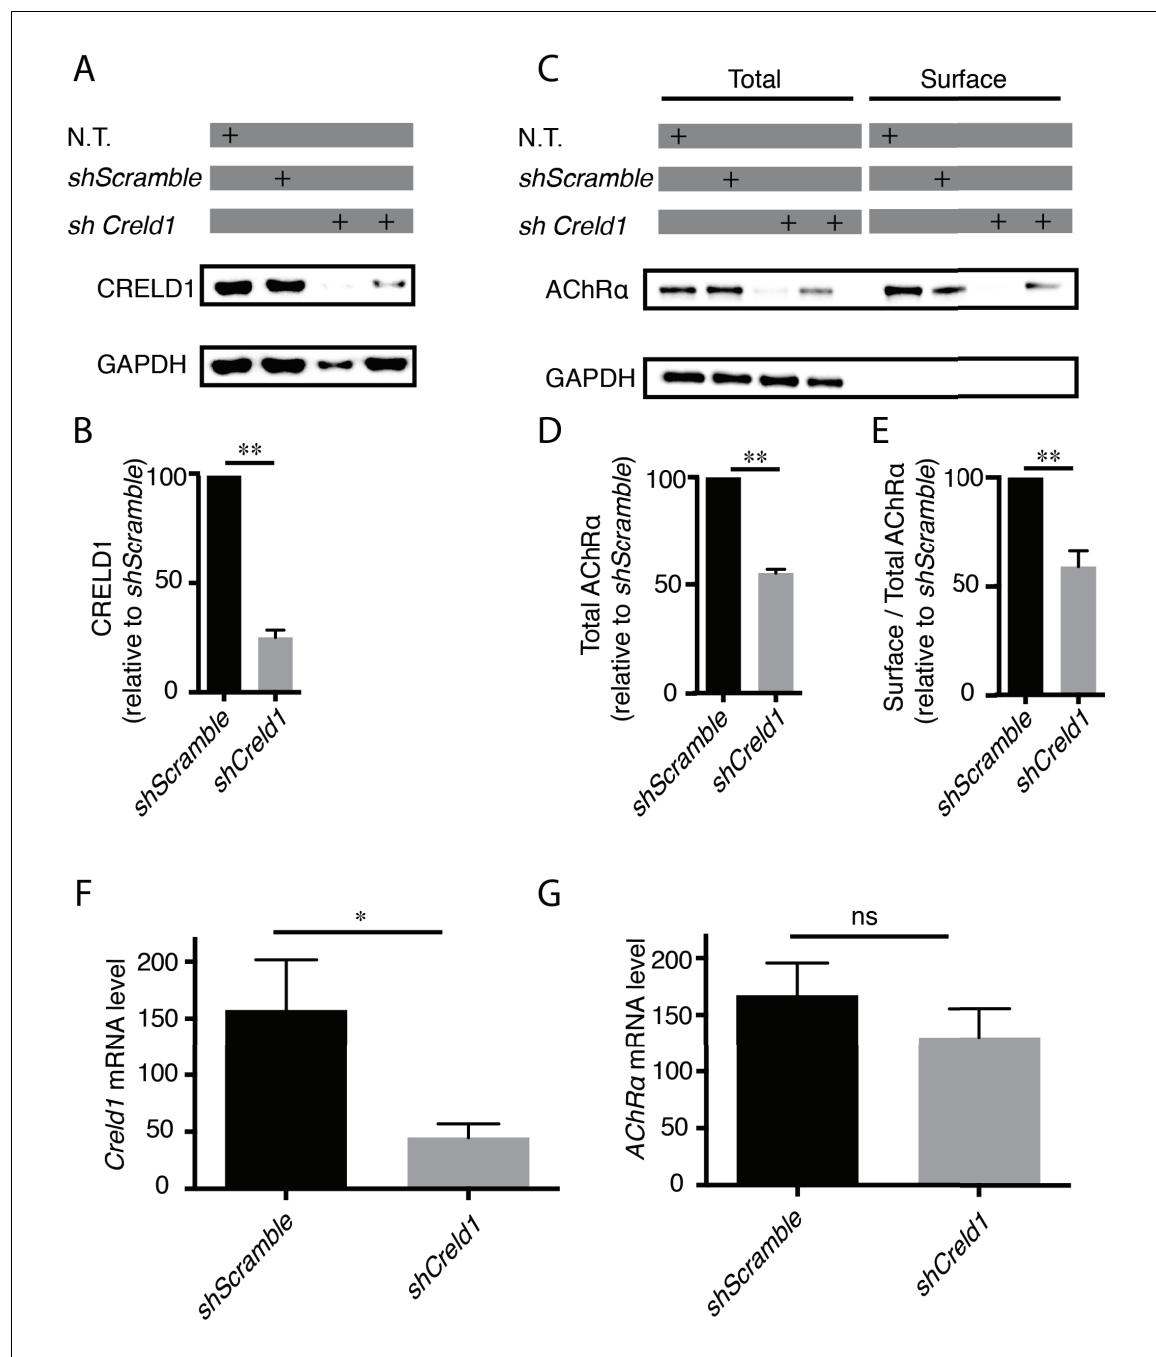 A
N.T. +
shScramble +
sh Creld1 + +
CRELD1
GAPDH
C
Total Surface
N.T. + +
shScramble + +
sh Creld1 + + + +
AChRα
GAPDH
B
**
CRELD1
(relative to shScramble)
100
50
0
shScramble
shCreld1
D
**
Total AChRα
(relative to shScramble)
100
50
0
shScramble
shCreld1
E
**
Surface / Total AChRα
(relative to shScramble)
100
50
0
shScramble
shCreld1
F
*
Creld1 mRNA level
200
150
100
50
0
shScramble
shCreld1
G
ns
AChRα mRNA level
200
150
100
50
0
shScramble
shCreld1